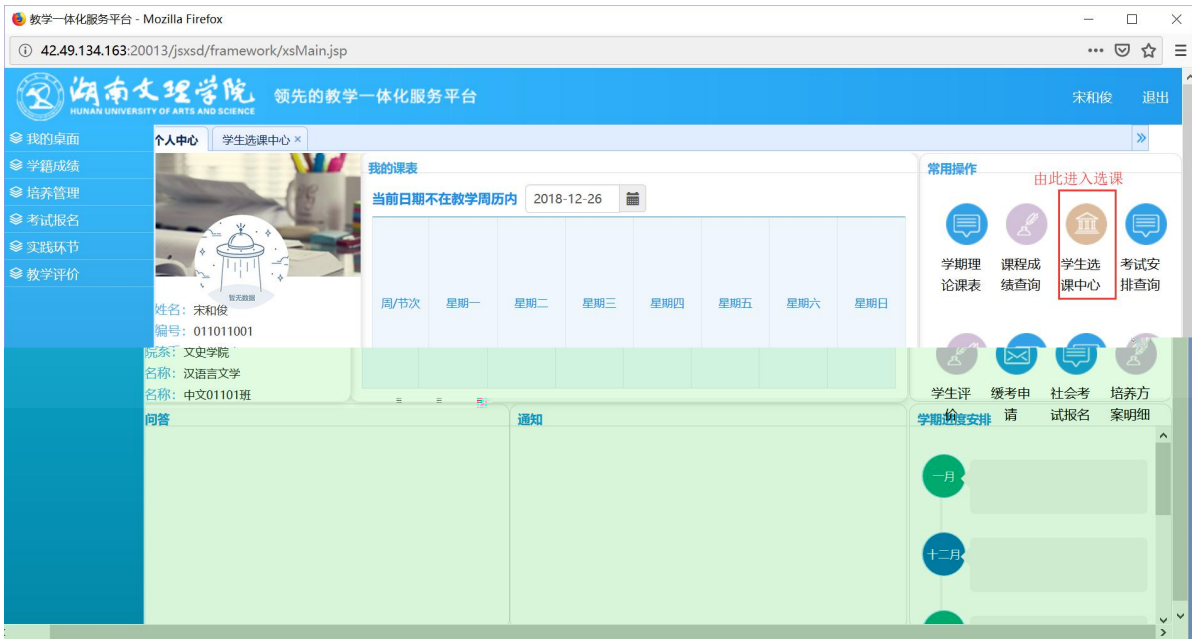 教学一体化服务平台 - Mozilla Firefox
42.49.134.163:20013/jsxsd/framework/xsMain.jsp
湖南文理学院
HUNAN UNIVERSITY OF ARTS AND SCIENCE
领先的教学一体化服务平台
宋和俊 退出
我的桌面
学籍成绩
培养管理
考试报名
实践环节
教学评价
个人中心 学生选课中心 ×
暂无数据
姓名：宋和俊
编号：011011001
院系：文史学院
名称：汉语言文学
名称：中文01101班
我的课表
当前日期不在教学周历内 2018-12-26
周/节次 星期一 星期二 星期三 星期四 星期五 星期六 星期日
常用操作
由此进入选课
学期理论课表
课程成绩查询
学生选课中心
考试安排查询
学生评价
缓考申请
社会考试报名
培养方案明细
问答
通知
学期进度安排
一月
十二月